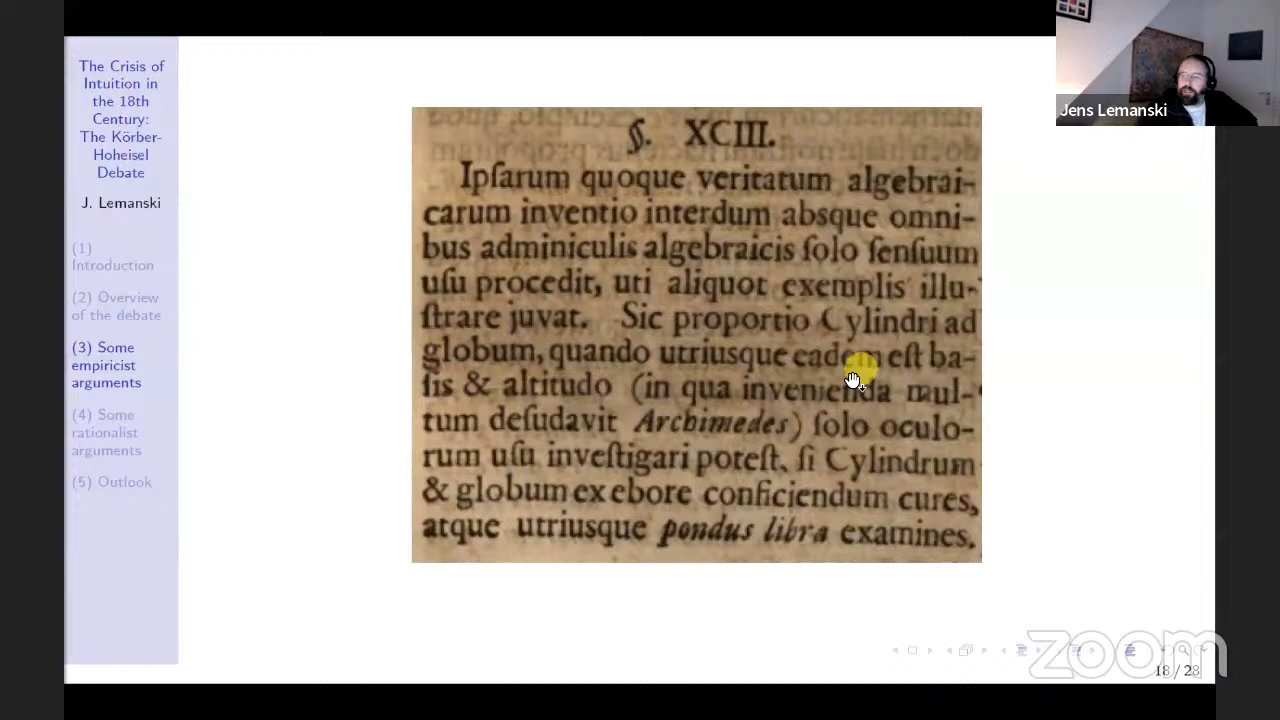 The Crisis of
Intuition in
the 18th
Century:
The Körber-
Hoheisel
Debate
J. Lemanski
(1)
Introduction
(2) Overview
of the debate
(3) Some
empiricist
arguments
(4) Some
rationalist
arguments
(5) Outlook
§. XCIII.
Ipſarum quoque veritatum algebrai-
carum inventio interdum absque omni-
bus adminiculis algebraicis ſolo ſenſuum
uſu procedit, uti aliquot exemplis illu-
ſtrare juvat. Sic proportio Cylindri ad
globum, quando utriusque eadem eſt ba-
ſis & altitudo (in qua invenienda mul-
tum deſudavit Archimedes) ſolo oculo-
rum uſu inveſtigari poteſt, ſi Cylindrum
& globum ex ebore conficiendum cures,
atque utriusque pondus libra examines.
Jens Lemanski
zoom
18 / 28